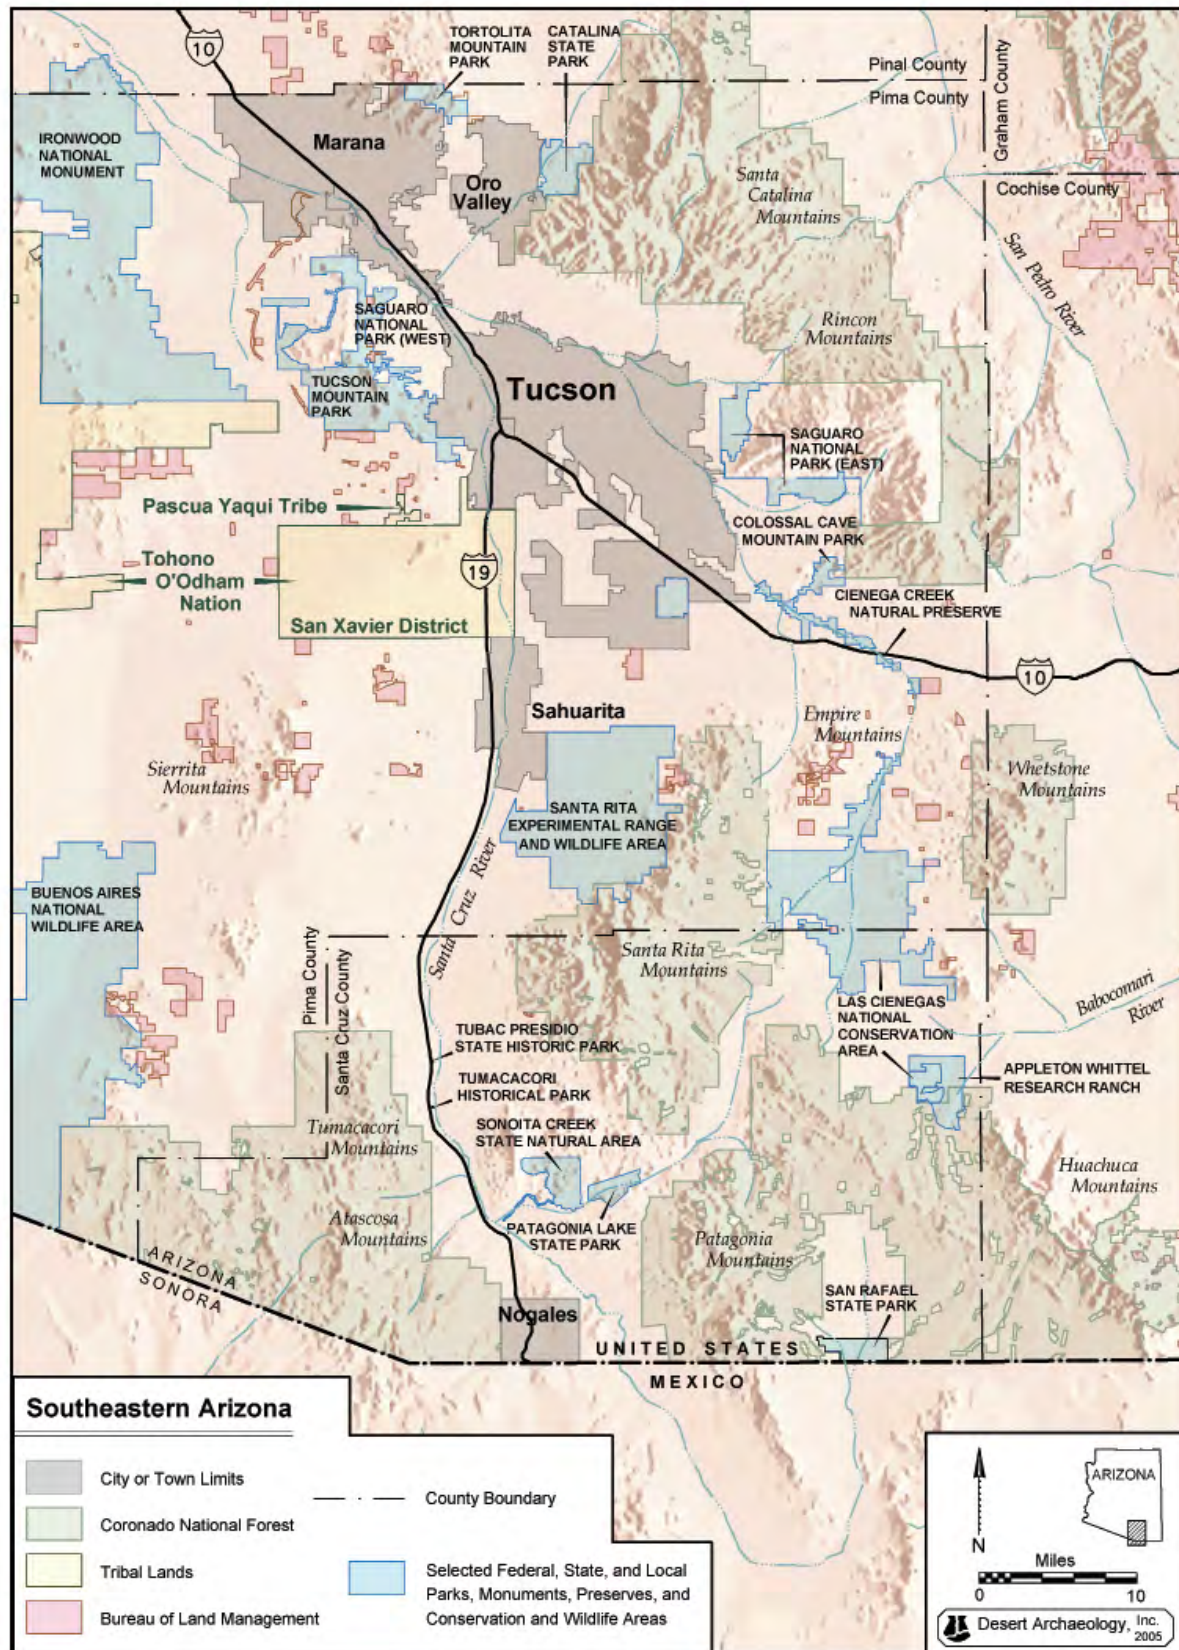 10
TORTOLITA
MOUNTAIN
PARK
CATALINA
STATE
PARK
Pinal County
Pima County
Graham County
Cochise County
IRONWOOD
NATIONAL
MONUMENT
Marana
Oro
Valley
Santa
Catalina
Mountains
San Pedro River
SAGUARO
NATIONAL
PARK (WEST)
Rincon
Mountains
TUCSON
MOUNTAIN
PARK
Tucson
SAGUARO
NATIONAL
PARK (EAST)
Pascua Yaqui Tribe
COLOSSAL CAVE
MOUNTAIN PARK
Tohono
O'Odham
Nation
19
San Xavier District
CIENEGA CREEK
NATURAL PRESERVE
10
Sahuarita
Empire
Mountains
Sierrita
Mountains
Whetstone
Mountains
SANTA RITA
EXPERIMENTAL RANGE
AND WILDLIFE AREA
BUENOS AIRES
NATIONAL
WILDLIFE AREA
Santa Cruz River
Pima County
Santa Cruz County
Santa Rita
Mountains
LAS CIENEGAS
NATIONAL
CONSERVATION
AREA
Babocomari
River
TUBAC PRESIDIO
STATE HISTORIC PARK
APPLETON WHITTEL
RESEARCH RANCH
TUMACACORI
HISTORICAL PARK
Tumacacori
Mountains
SONOITA CREEK
STATE NATURAL AREA
Huachuca
Mountains
Atascosa
Mountains
PATAGONIA LAKE
STATE PARK
Patagonia
Mountains
ARIZONA
SONORA
SAN RAFAEL
STATE PARK
Nogales
UNITED STATES
MEXICO
Southeastern Arizona
City or Town Limits
Coronado National Forest
Tribal Lands
Bureau of Land Management
County Boundary
Selected Federal, State, and Local
Parks, Monuments, Preserves, and
Conservation and Wildlife Areas
ARIZONA
N
Miles
0 10
Desert Archaeology, Inc.
2005